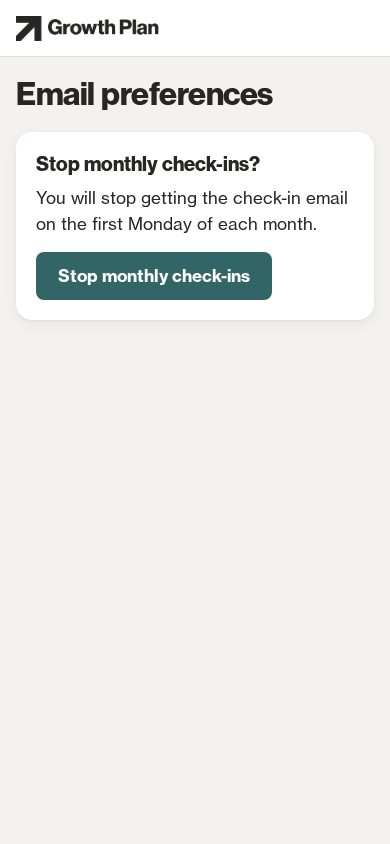 Growth Plan
Email preferences
Stop monthly check-ins?
You will stop getting the check-in email
on the first Monday of each month.
Stop monthly check-ins